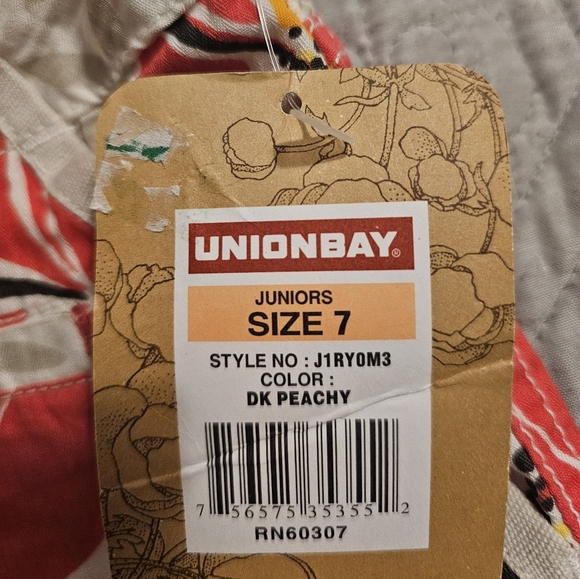 UNIONBAY®
JUNIORS
SIZE 7
STYLE NO : J1RY0M3
COLOR :
DK PEACHY
7 56575 35355 2
RN60307